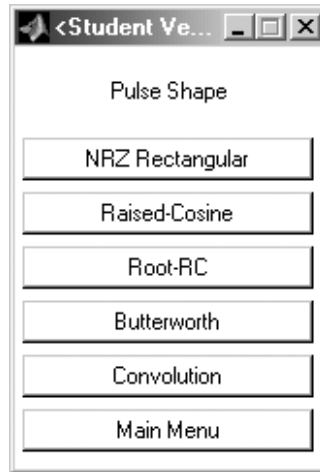 <Student Ve...
Pulse Shape
NRZ Rectangular
Raised-Cosine
Root-RC
Butterworth
Convolution
Main Menu